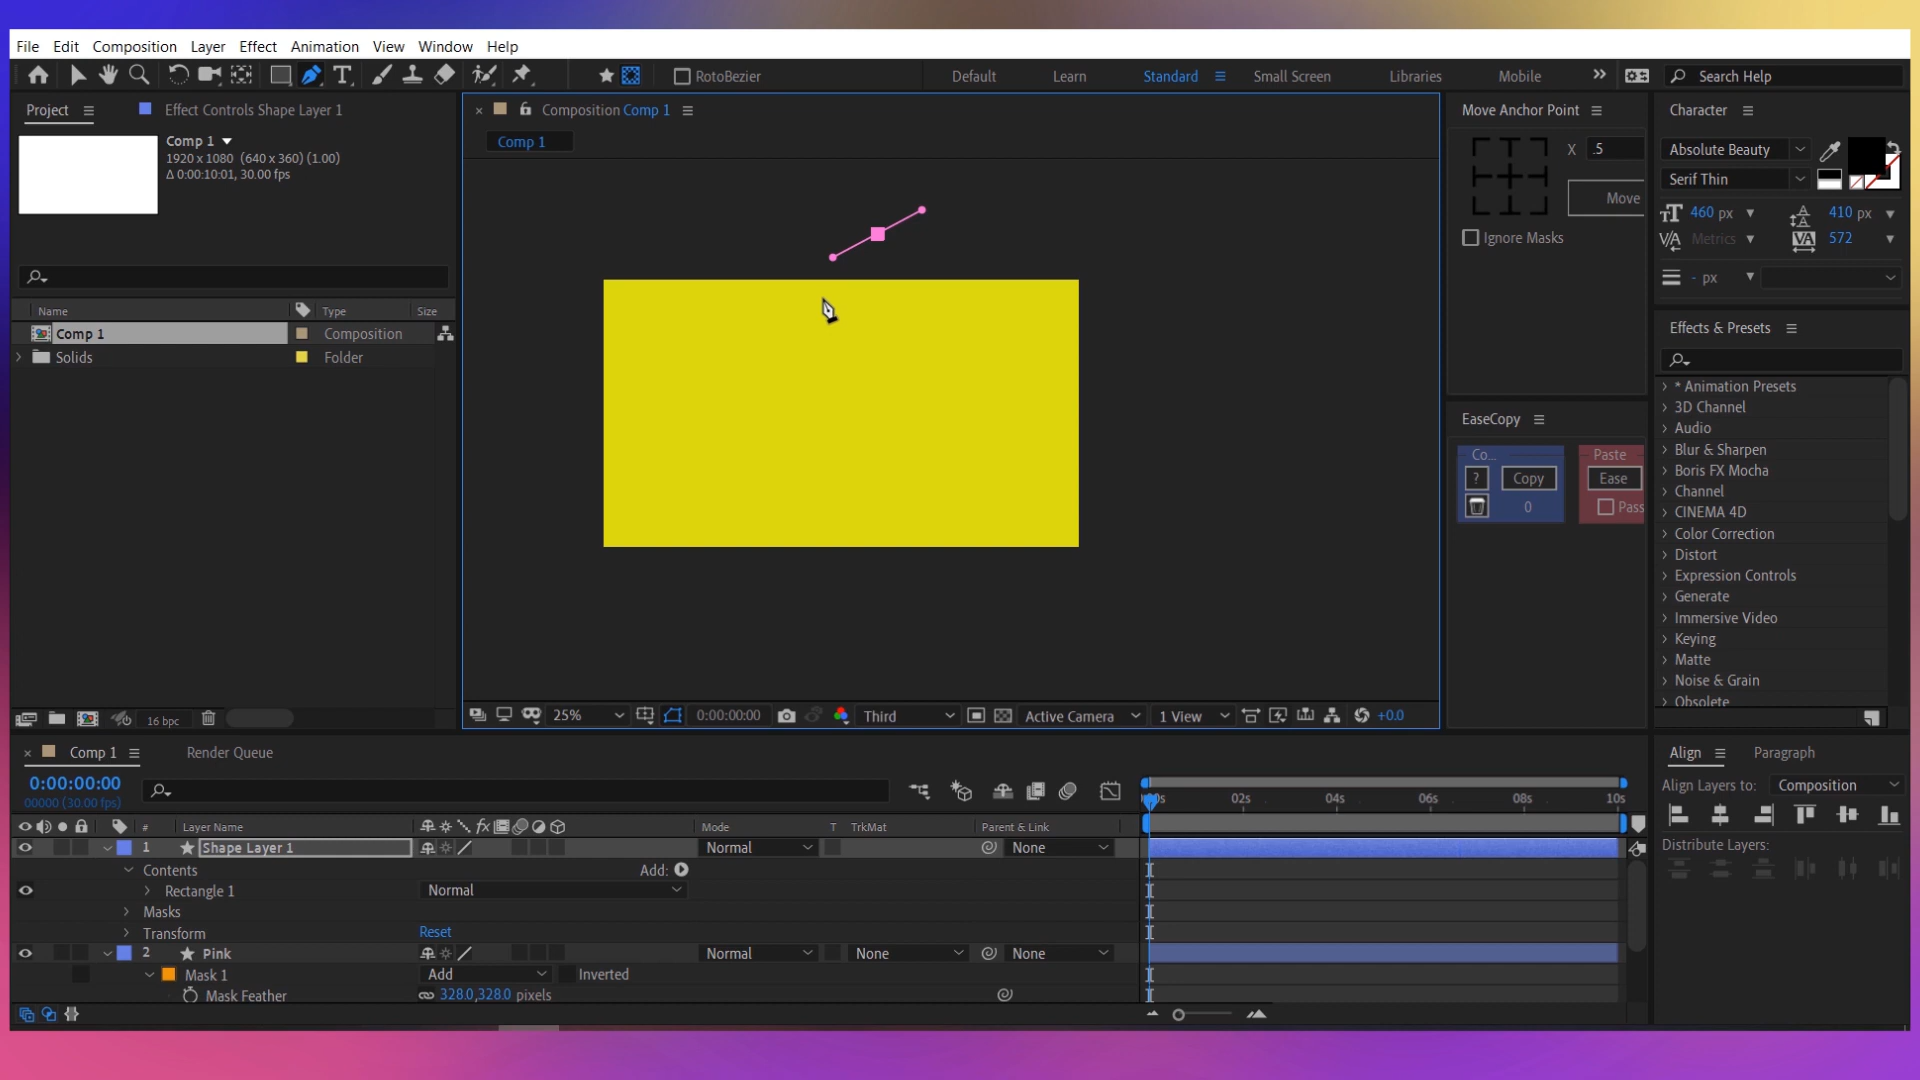 File Edit Composition Layer Effect Animation View Window Help
RotoBezier Default Learn Standard Small Screen Libraries Mobile Search Help
Project Effect Controls Shape Layer 1
Comp 1
1920 x 1080 (640 x 360) (1.00)
Δ 0:00:10:01, 30.00 fps
Name Type Size
Comp 1 Composition
Solids Folder
16 bpc
Composition Comp 1
Comp 1
25% 0:00:00:00 Third Active Camera 1 View +0.0
Move Anchor Point
X .5
Move
Ignore Masks
EaseCopy
Co... Paste
? Copy Ease
0 Pass
Character
Absolute Beauty
Serif Thin
460 px 410 px
Metrics 572
- px
Effects & Presets
* Animation Presets
3D Channel
Audio
Blur & Sharpen
Boris FX Mocha
Channel
CINEMA 4D
Color Correction
Distort
Expression Controls
Generate
Immersive Video
Keying
Matte
Noise & Grain
Obsolete
Comp 1 Render Queue
0:00:00:00
00000 (30.00 fps)
02s 04s 06s 08s 10s
# Layer Name Mode T TrkMat Parent & Link
1 Shape Layer 1 Normal None
Contents Add:
Rectangle 1 Normal
Masks
Transform Reset
2 Pink Normal None None
Mask 1 Add Inverted
Mask Feather 328.0,328.0 pixels
Align Paragraph
Align Layers to: Composition
Distribute Layers: